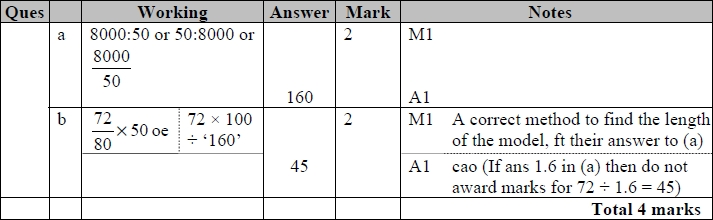 Ques Working Answer Mark Notes
a 8000:50 or 50:8000 or 2 M1
8000
50
160 A1
b 72/80 × 50 oe 72 × 100 2 M1 A correct method to find the length
÷ ‘160’ of the model, ft their answer to (a)
45 A1 cao (If ans 1.6 in (a) then do not
award marks for 72 ÷ 1.6 = 45)
Total 4 marks